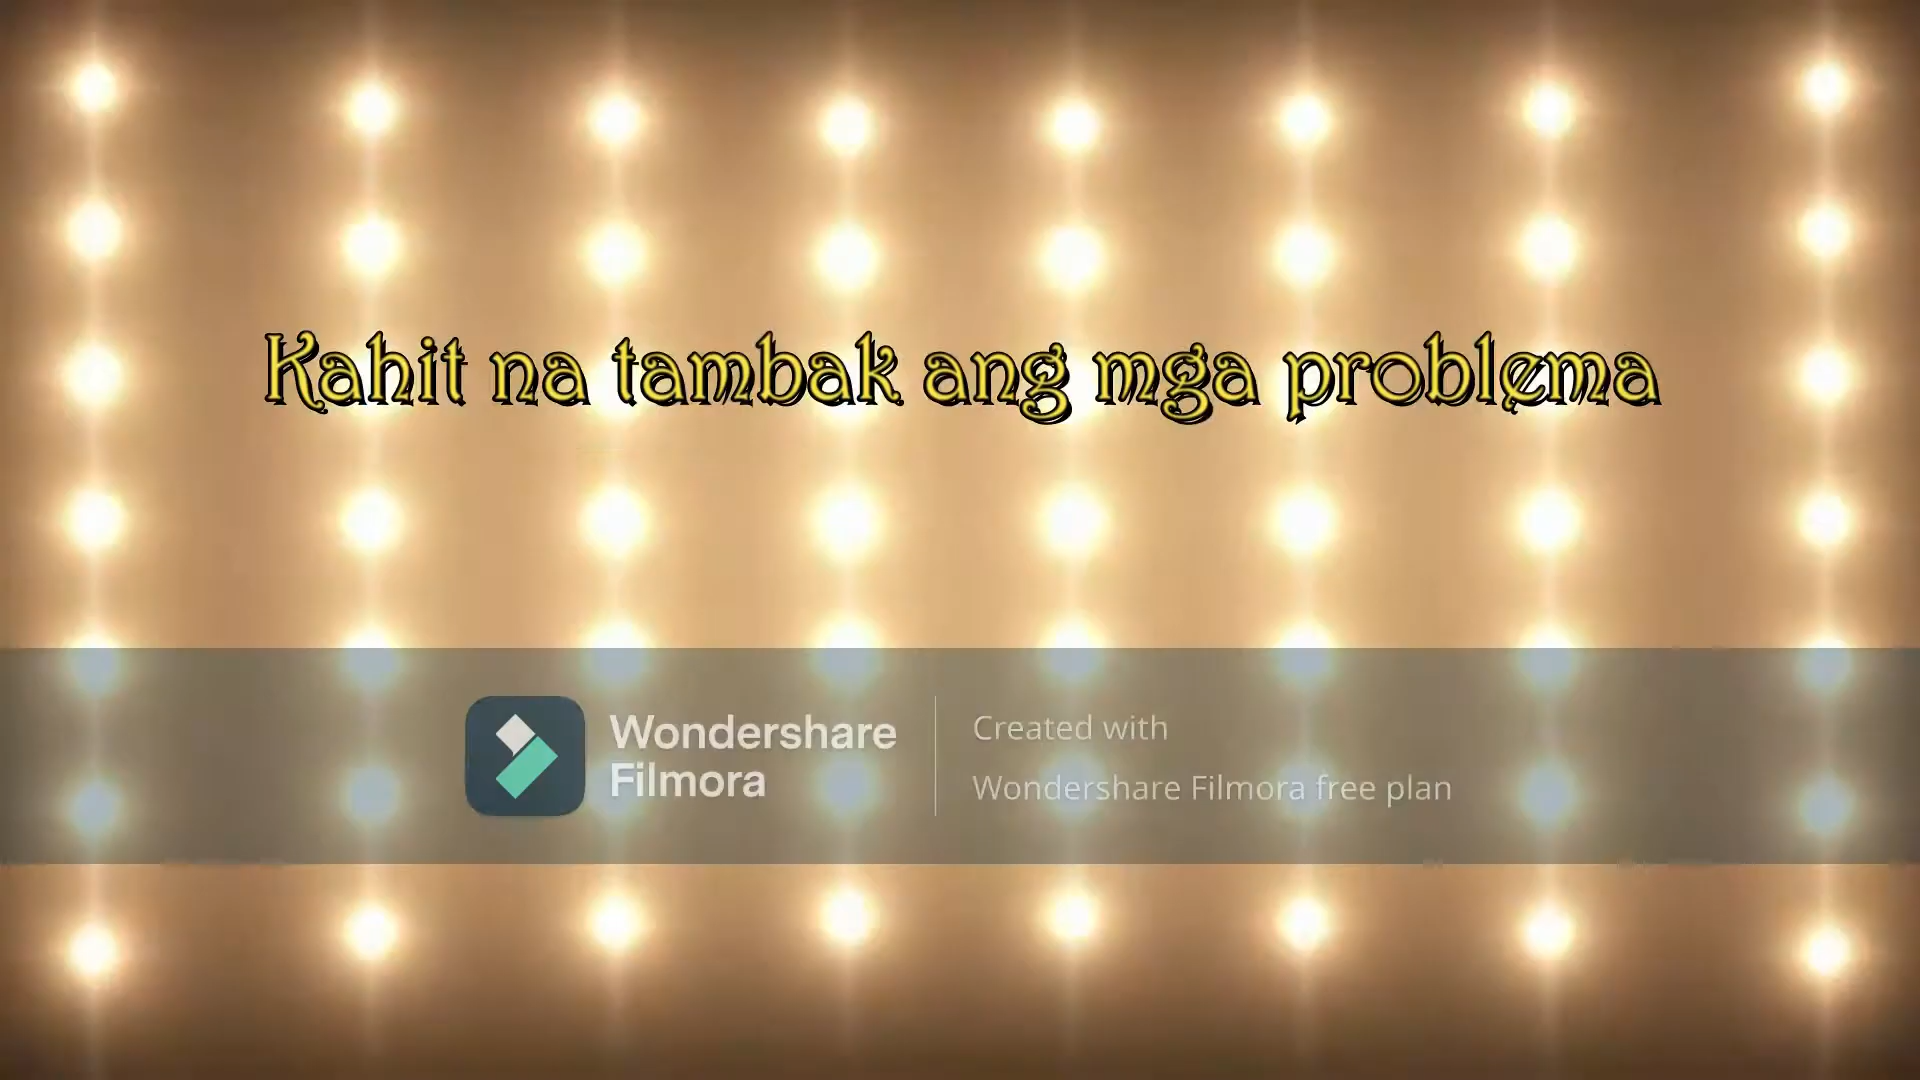 Kahit na tambak ang mga problema
Wondershare
Filmora
Created with
Wondershare Filmora free plan